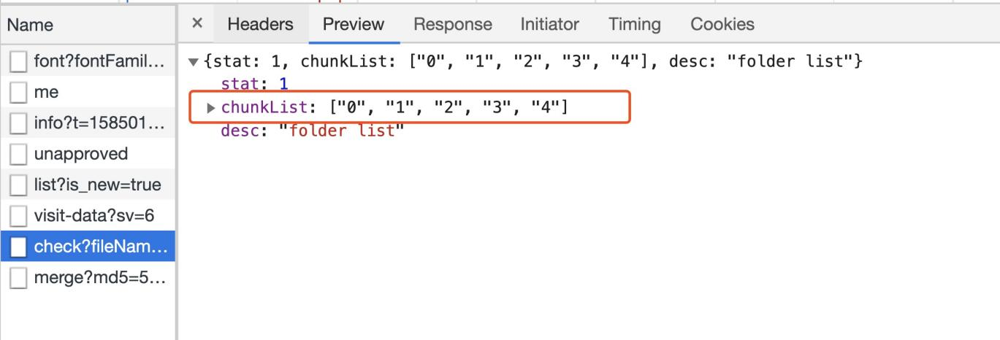 Name
× Headers Preview Response Initiator Timing Cookies
font?fontFamil...
me
info?t=158501...
unapproved
list?is_new=true
visit-data?sv=6
check?fileNam...
merge?md5=5...
▼{stat: 1, chunkList: ["0", "1", "2", "3", "4"], desc: "folder list"}
stat: 1
▶ chunkList: ["0", "1", "2", "3", "4"]
desc: "folder list"